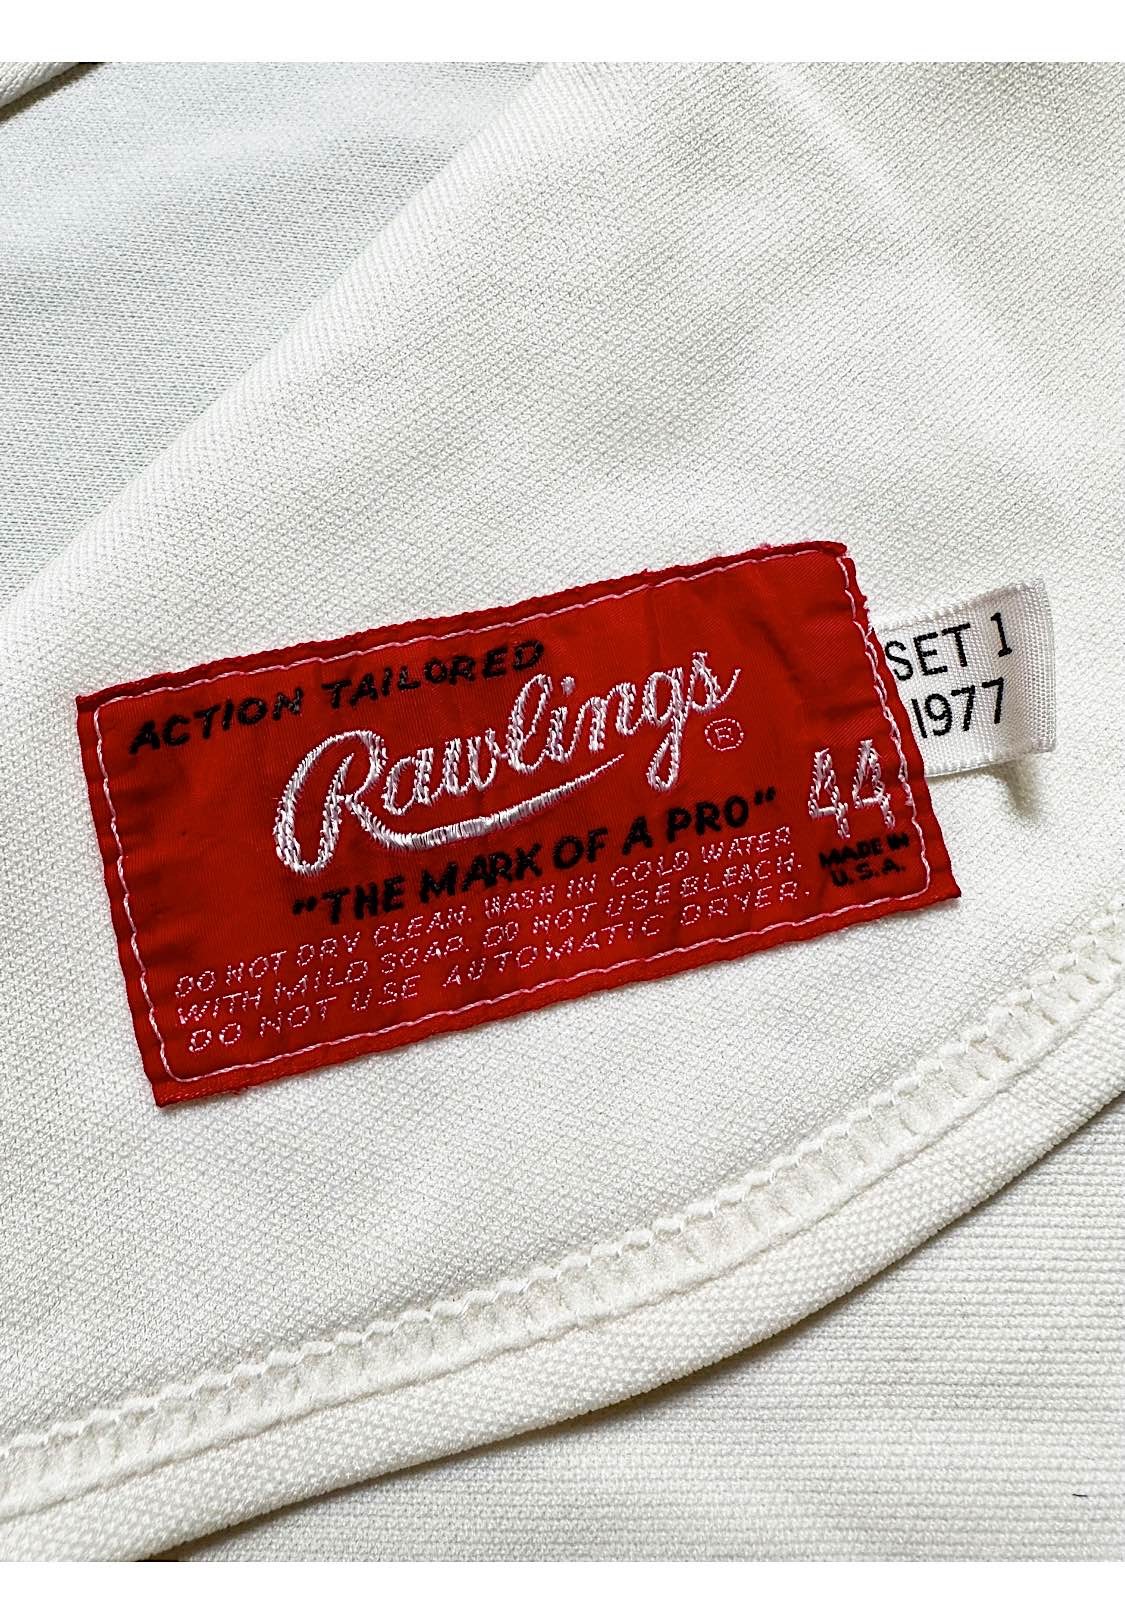 ACTION TAILORED
Rawlings ®
44
"THE MARK OF A PRO"
MADE IN
U.S.A.
DO NOT DRY CLEAN. WASH IN COLD WATER
WITH MILD SOAP. DO NOT USE BLEACH.
DO NOT USE AUTOMATIC DRYER.
SET 1
1977